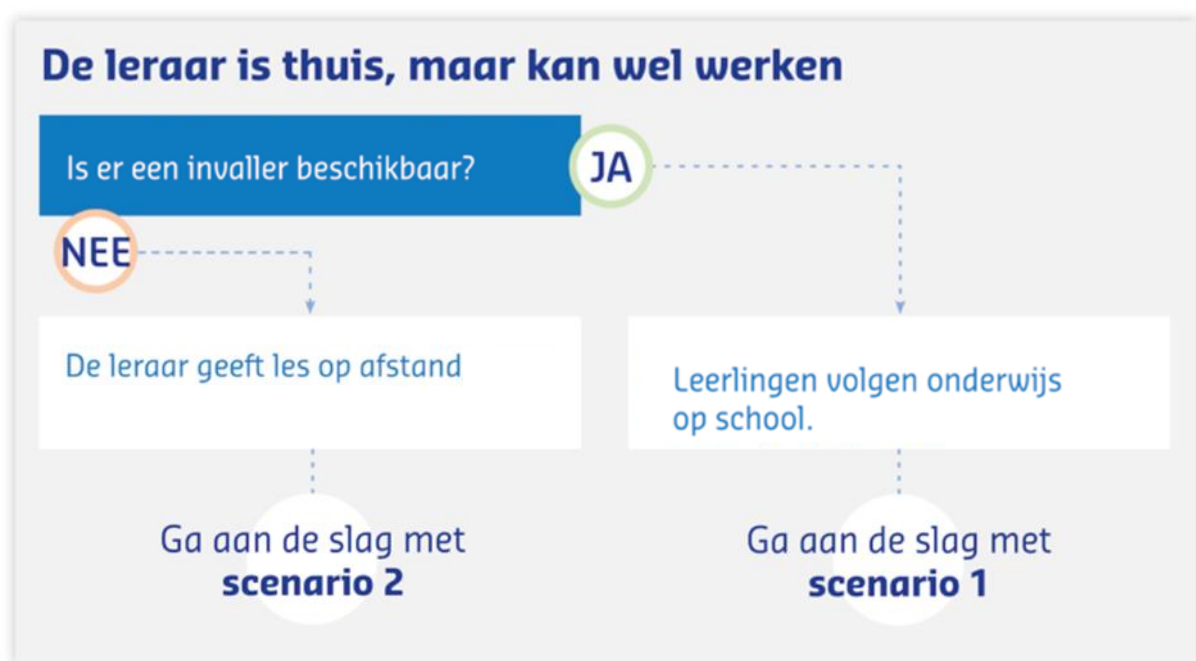 De leraar is thuis, maar kan wel werken
Is er een invaller beschikbaar?
JA
NEE
De leraar geeft les op afstand
Leerlingen volgen onderwijs
op school.
Ga aan de slag met
scenario 2
Ga aan de slag met
scenario 1